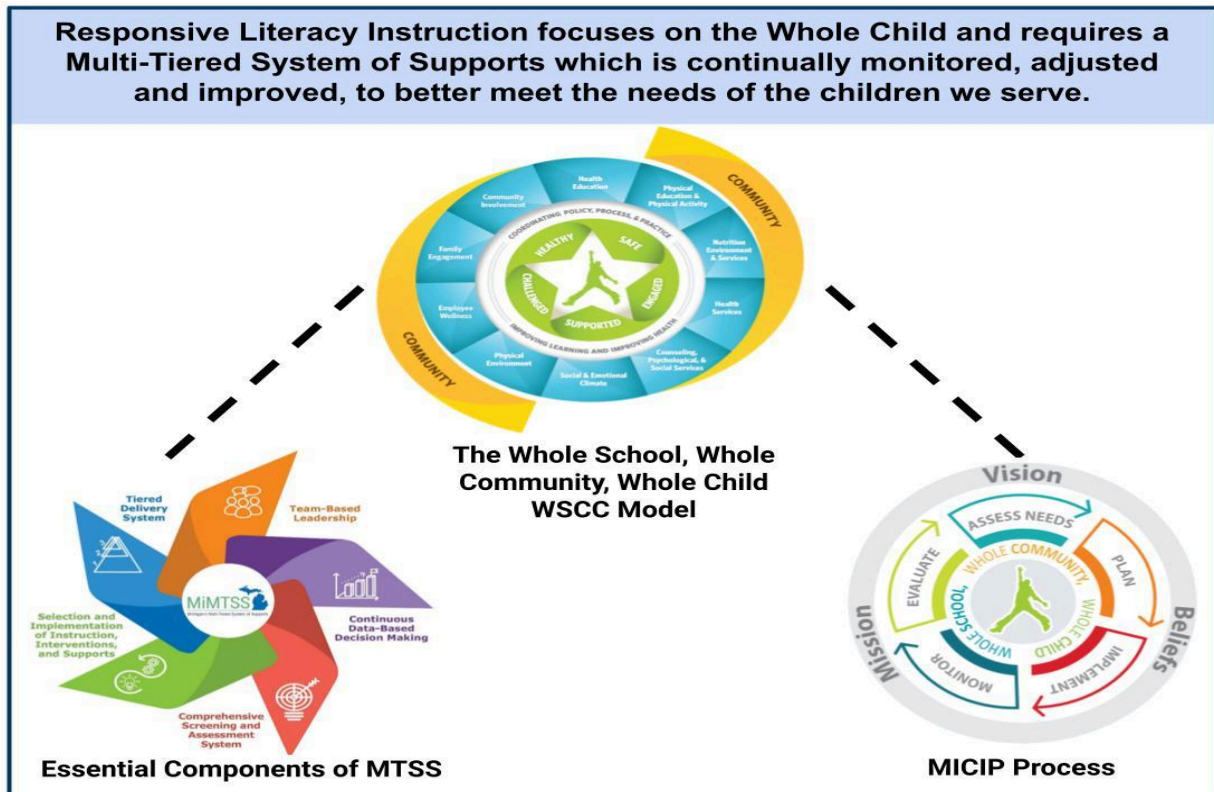 Responsive Literacy Instruction focuses on the Whole Child and requires a
Multi-Tiered System of Supports which is continually monitored, adjusted
and improved, to better meet the needs of the children we serve.
COMMUNITY
Health
Education
Physical
Education &
Physical Activity
Nutrition
Environment
& Services
Health
Services
Counseling,
Psychological, &
Social Services
Social & Emotional
Climate
Physical
Environment
Employee
Wellness
Family
Engagement
Community
Involvement
COORDINATING POLICY, PROCESS, & PRACTICE
IMPROVING LEARNING AND IMPROVING HEALTH
HEALTHY
SAFE
ENGAGED
SUPPORTED
CHALLENGED
COMMUNITY
The Whole School, Whole
Community, Whole Child
WSCC Model
Tiered
Delivery
System
Team-Based
Leadership
Continuous
Data-Based
Decision Making
Comprehensive
Screening and
Assessment
System
Selection and
Implementation
of Instruction,
Interventions,
and Supports
MiMTSS
Essential Components of MTSS
Vision
Beliefs
Mission
ASSESS NEEDS
PLAN
IMPLEMENT
MONITOR
EVALUATE
WHOLE SCHOOL,
WHOLE COMMUNITY,
WHOLE CHILD
MICIP Process